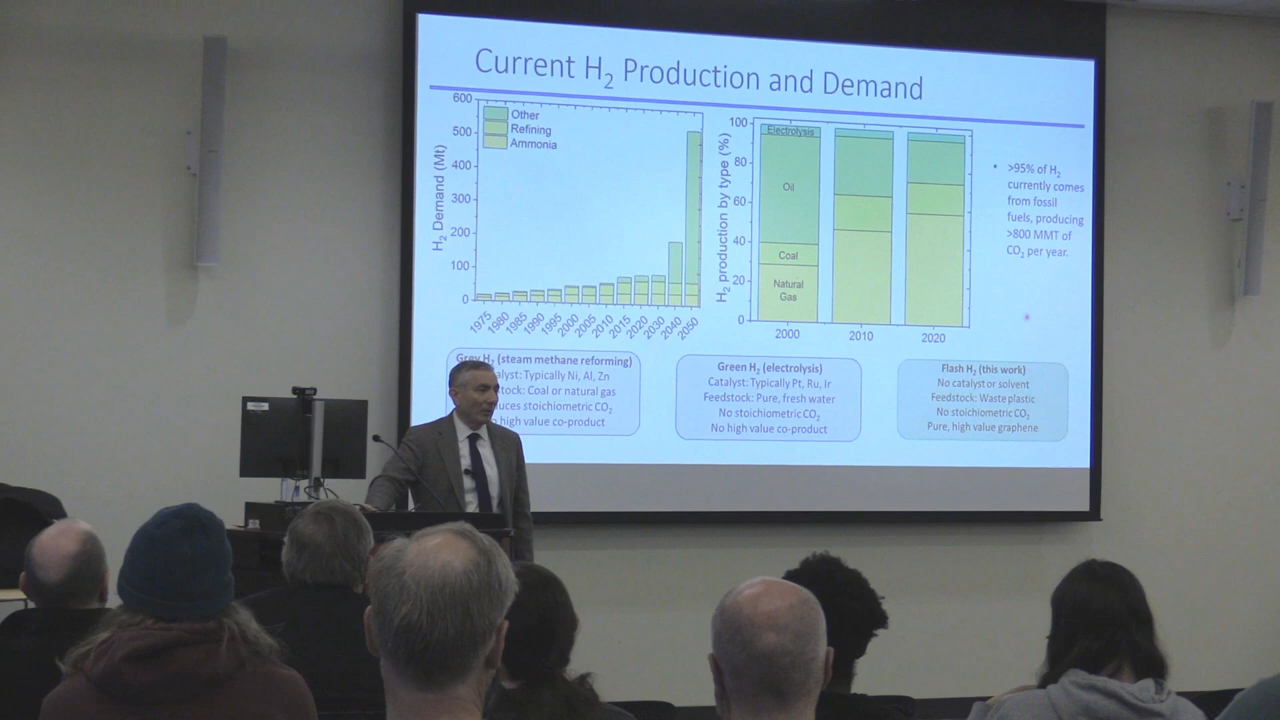 Current H₂ Production and Demand
H₂ Demand (Mt)
600
500
400
300
200
100
0
Other
Refining
Ammonia
1975
1980
1985
1990
1995
2000
2005
2010
2015
2020
2030
2040
2050
H₂ production by type (%)
100
80
60
40
20
0
Electrolysis
Oil
Coal
Natural
Gas
2000
2010
2020
• >95% of H₂
currently comes
from fossil
fuels, producing
>800 MMT of
CO₂ per year.
Grey H₂ (steam methane reforming)
alyst: Typically Ni, Al, Zn
stock: Coal or natural gas
uces stoichiometric CO₂
high value co-product
Green H₂ (electrolysis)
Catalyst: Typically Pt, Ru, Ir
Feedstock: Pure, fresh water
No stoichiometric CO₂
No high value co-product
Flash H₂ (this work)
No catalyst or solvent
Feedstock: Waste plastic
No stoichiometric CO₂
Pure, high value graphene